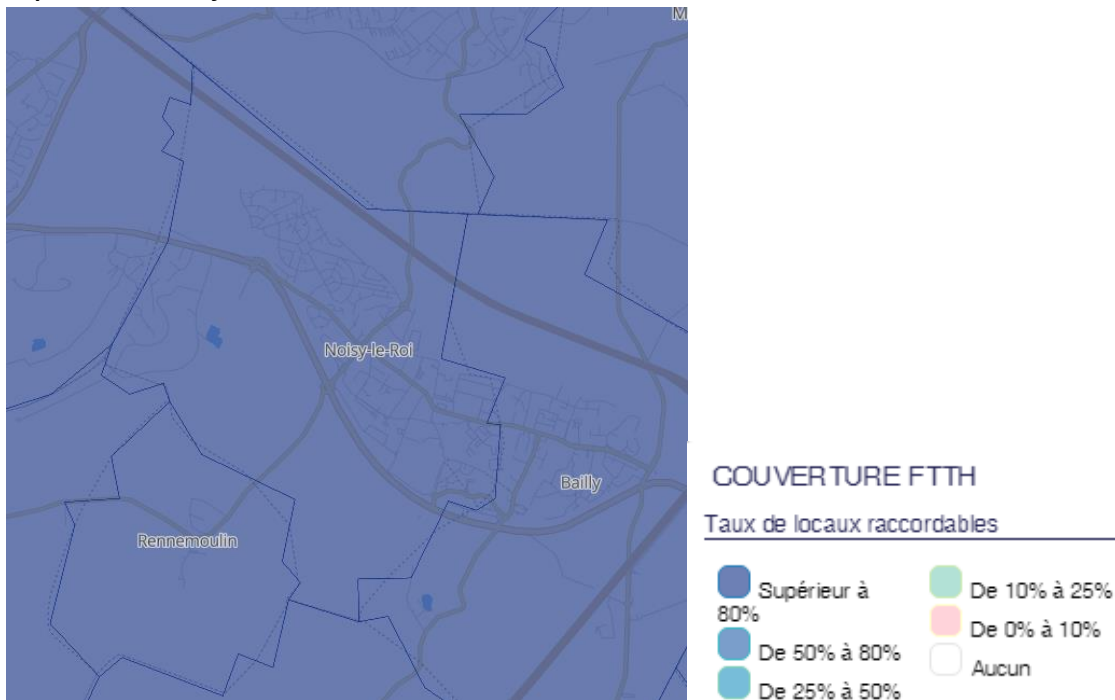 M
Noisy-le-Roi
Bailly
Rennemoulin
COUVERTURE FTTH
Taux de locaux raccordables
Supérieur à
80%
De 50% à 80%
De 25% à 50%
De 10% à 25%
De 0% à 10%
Aucun